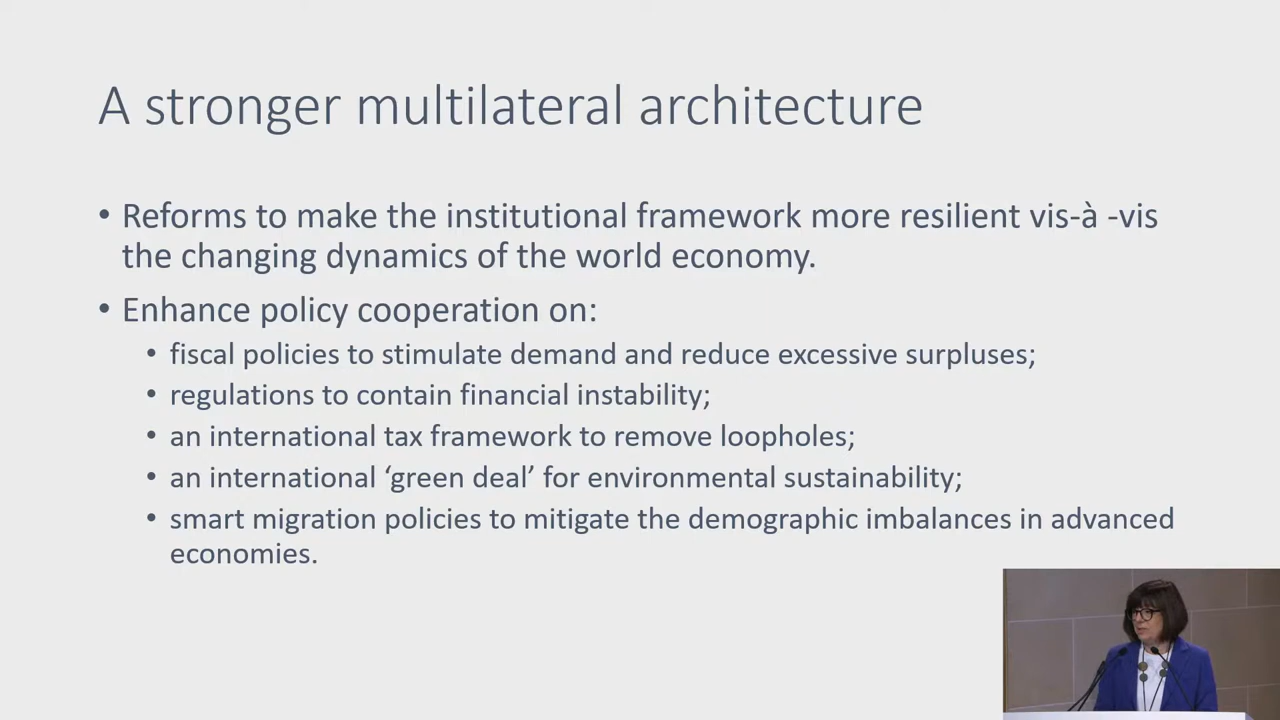 A stronger multilateral architecture
• Reforms to make the institutional framework more resilient vis-à -vis
the changing dynamics of the world economy.
• Enhance policy cooperation on:
• fiscal policies to stimulate demand and reduce excessive surpluses;
• regulations to contain financial instability;
• an international tax framework to remove loopholes;
• an international ‘green deal’ for environmental sustainability;
• smart migration policies to mitigate the demographic imbalances in advanced
economies.